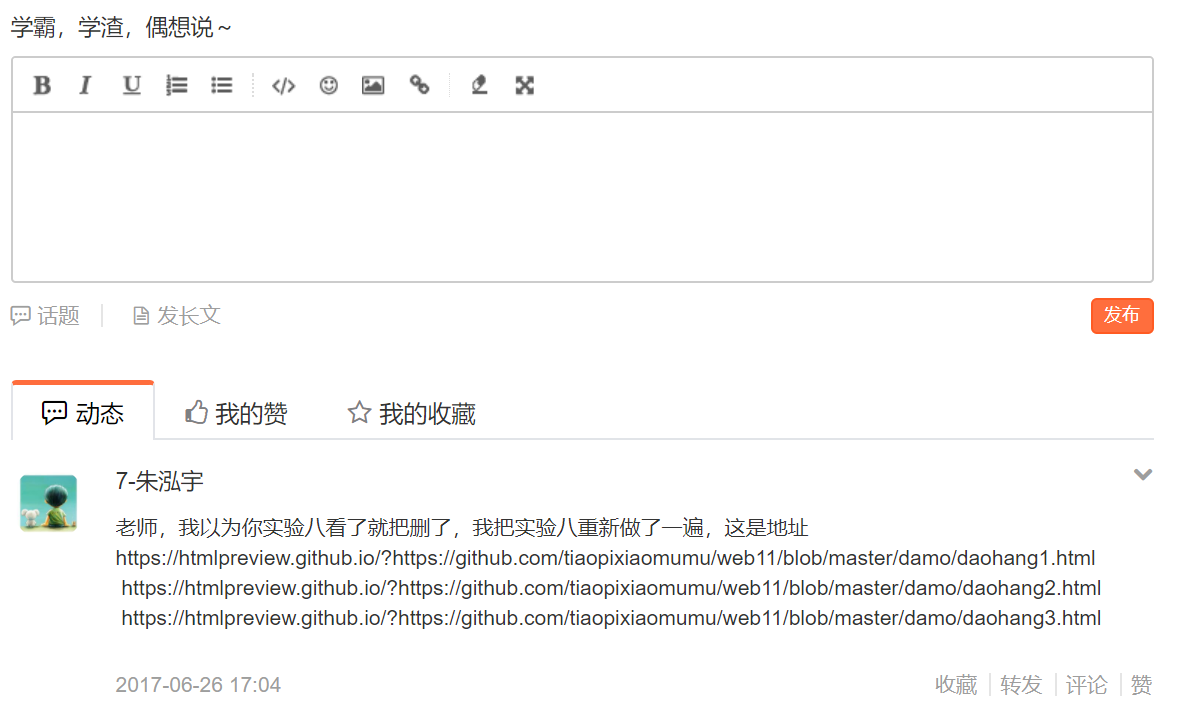 学霸，学渣，偶想说～
B I U
话题 发长文 发布
动态 我的赞 我的收藏
7-朱泓宇
老师，我以为你实验八看了就把删了，我把实验八重新做了一遍，这是地址
https://htmlpreview.github.io/?https://github.com/tiaopixiaomumu/web11/blob/master/damo/daohang1.html
https://htmlpreview.github.io/?https://github.com/tiaopixiaomumu/web11/blob/master/damo/daohang2.html
https://htmlpreview.github.io/?https://github.com/tiaopixiaomumu/web11/blob/master/damo/daohang3.html
2017-06-26 17:04 收藏 转发 评论 赞